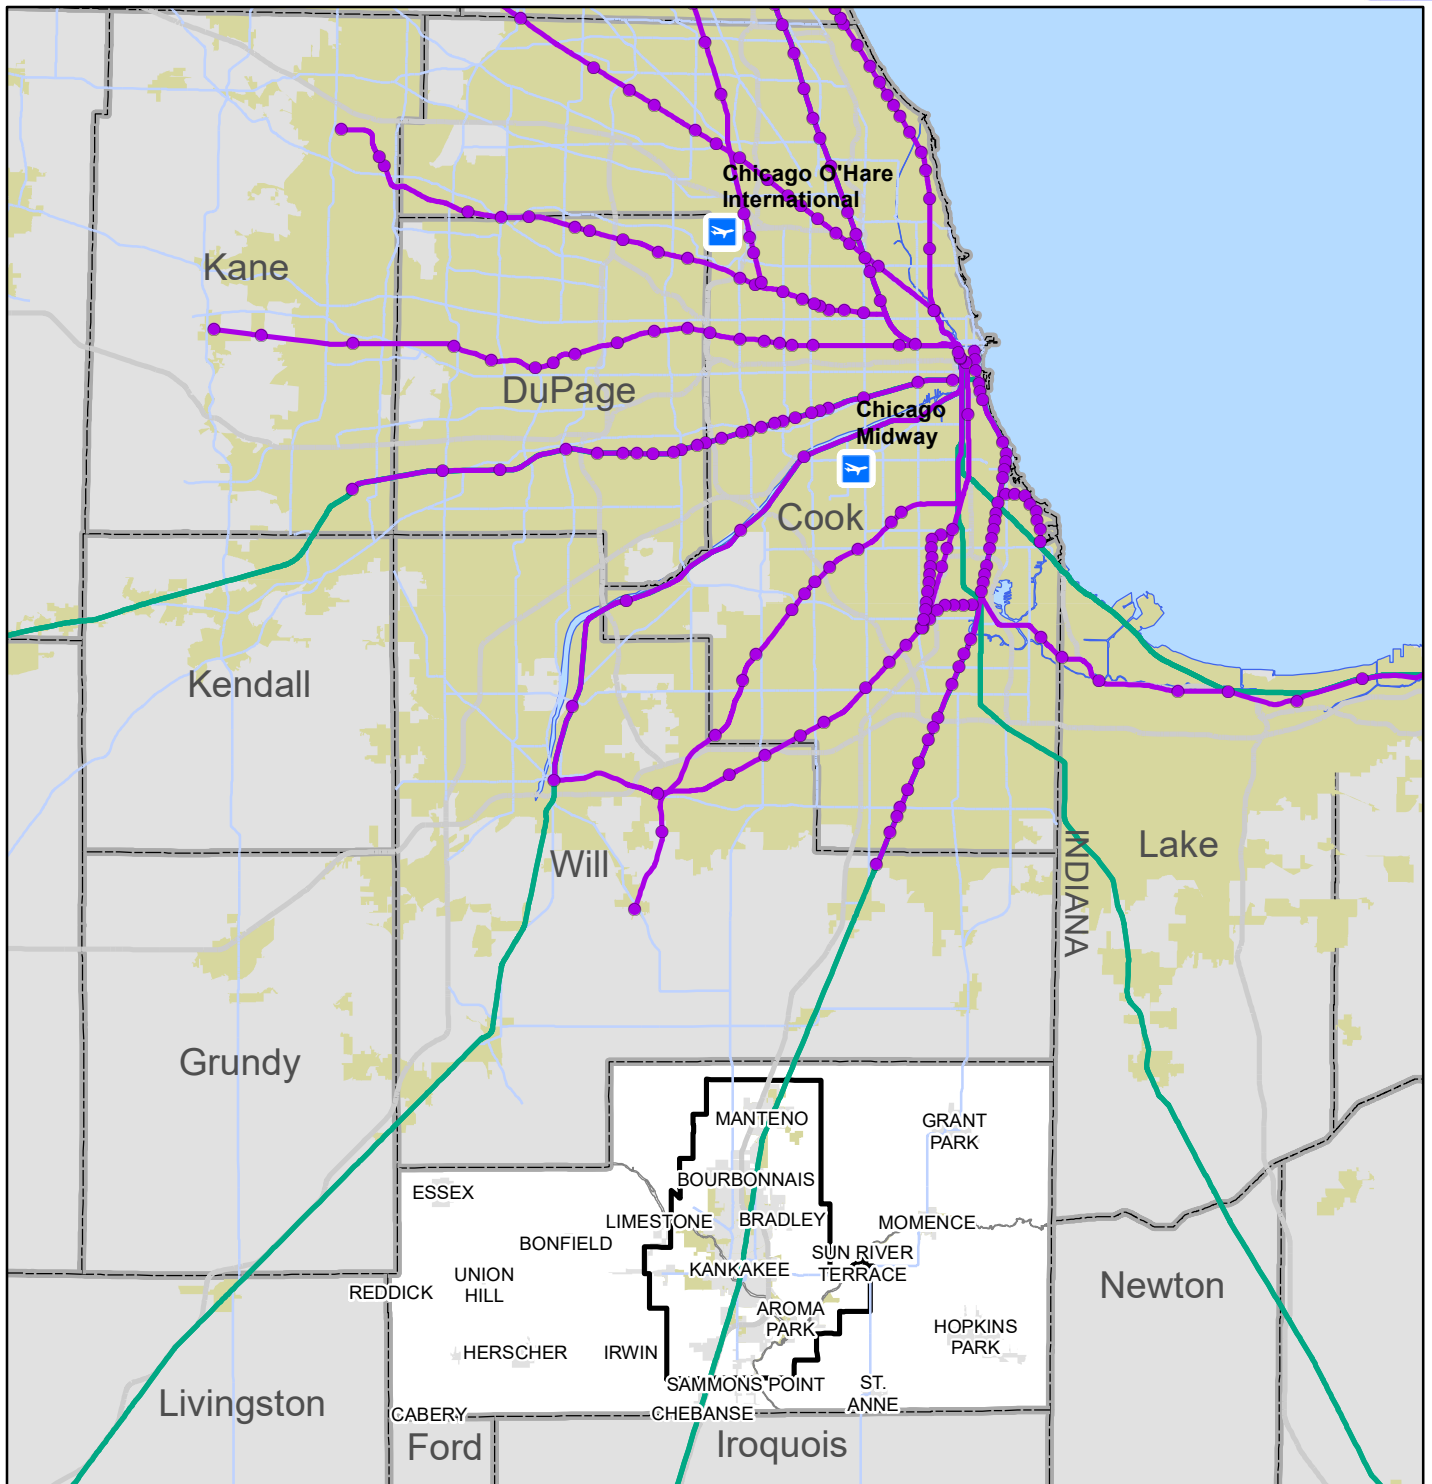 Chicago O'Hare
International
Kane
DuPage
Chicago
Midway
Cook
Kendall
Will
Lake
INDIANA
Grundy
MANTENO
GRANT
PARK
BOURBONNAIS
ESSEX
LIMESTONE
BRADLEY
MOMENCE
BONFIELD
SUN RIVER
TERRACE
KANKAKEE
UNION
HILL
REDDICK
Newton
AROMA
PARK
HOPKINS
PARK
HERSCHER
IRWIN
SAMMONS POINT
ST.
ANNE
Livingston
CABERY
CHEBANSE
Ford
Iroquois